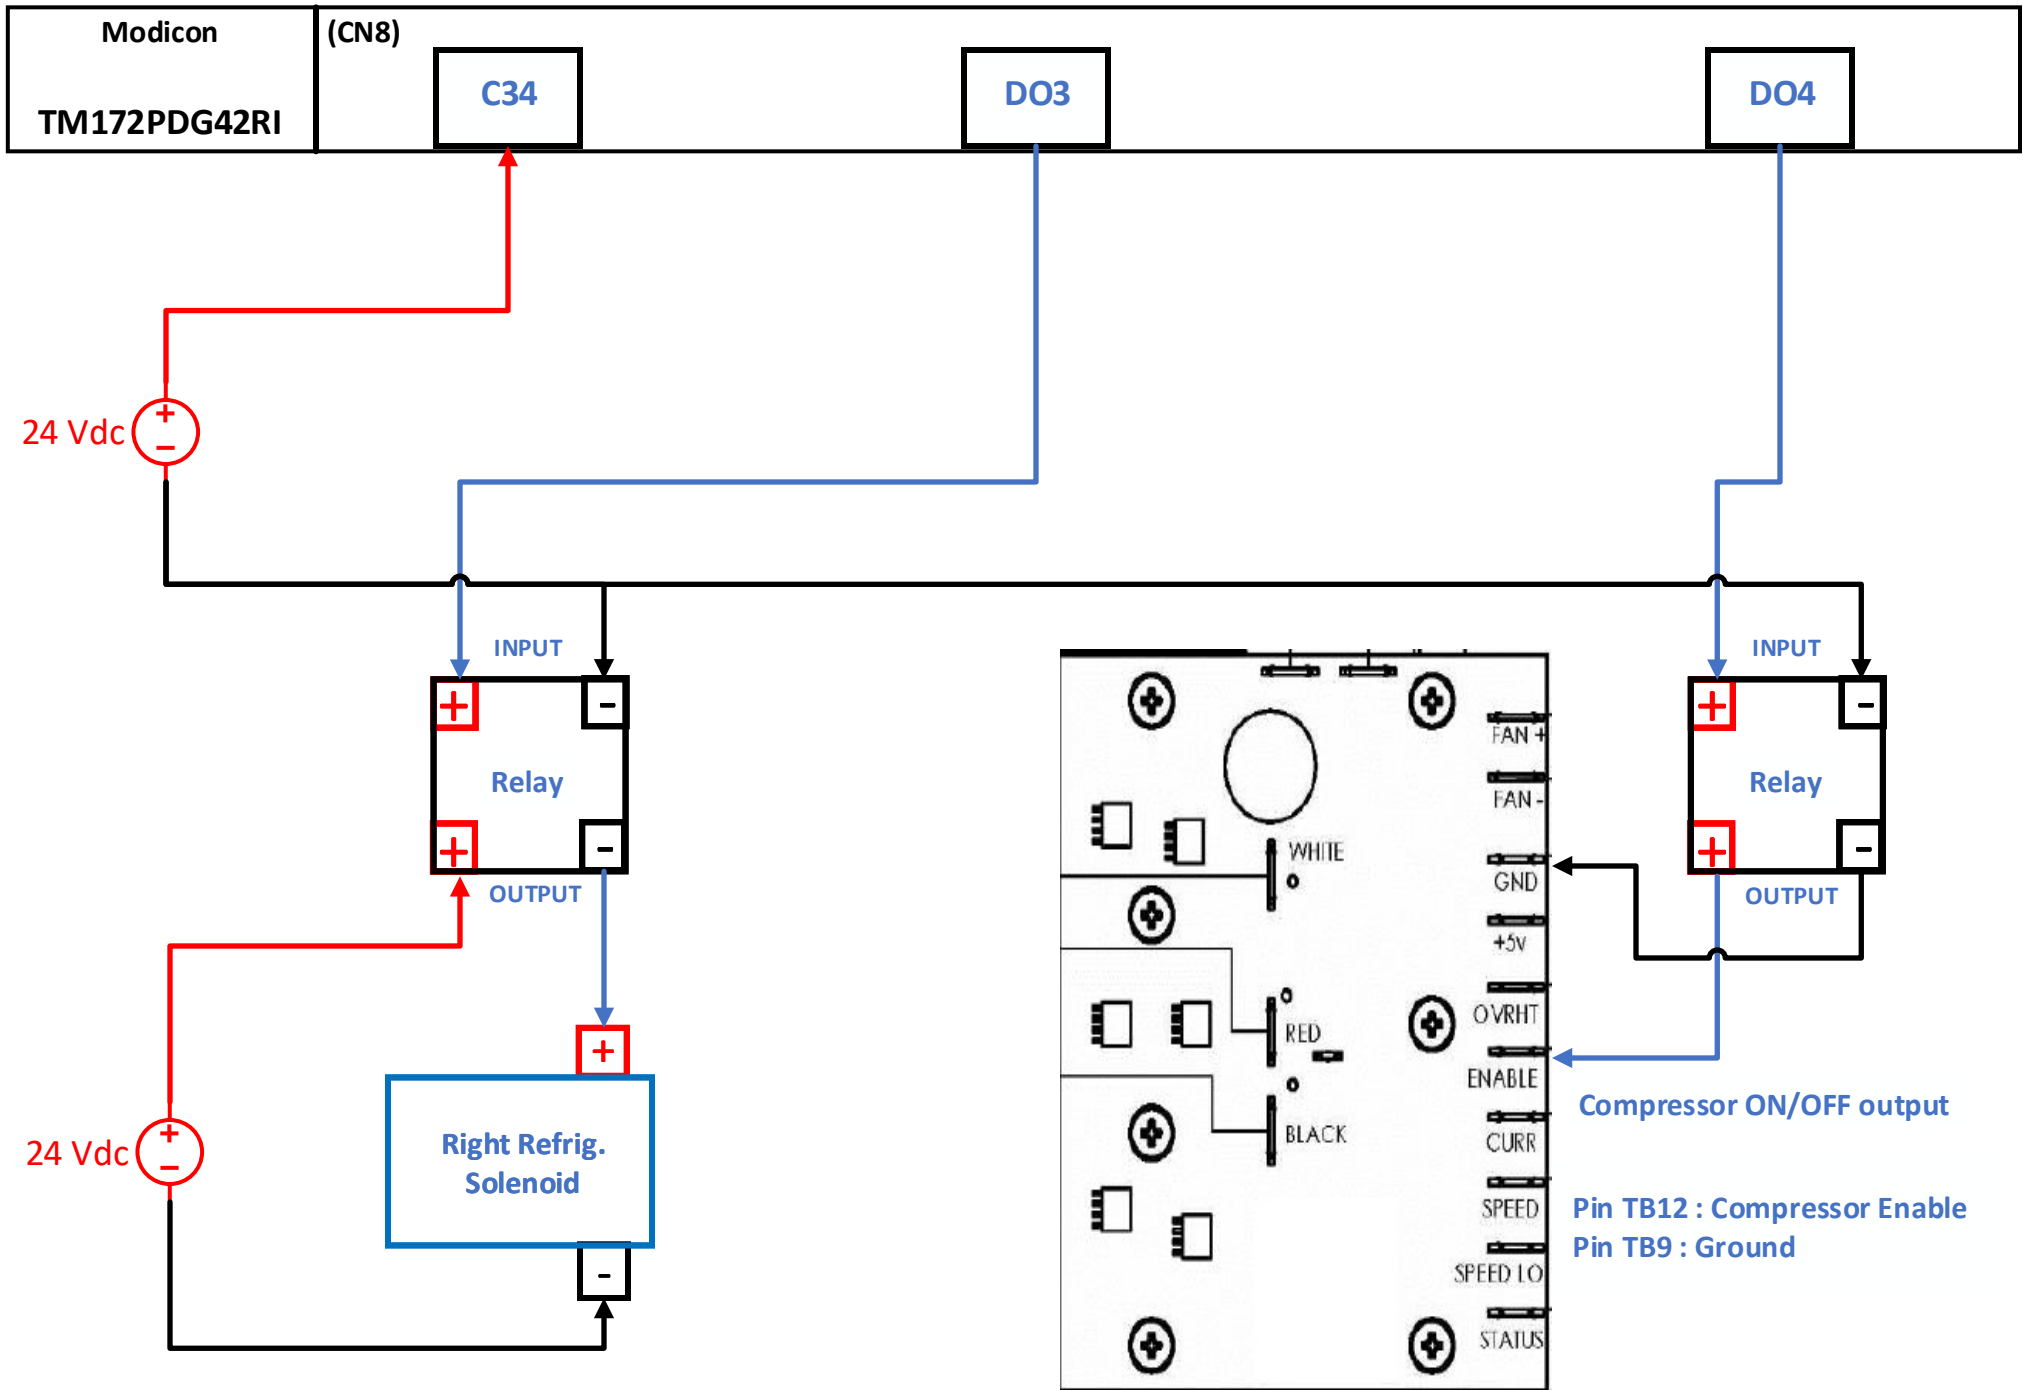 Modicon
TM172PDG42RI
(CN8)
C34
DO3
DO4
24 Vdc
+
−
INPUT
+
-
Relay
+
-
OUTPUT
24 Vdc
+
−
+
Right Refrig.
Solenoid
-
WHITE
RED
BLACK
FAN +
FAN -
GND
+5v
OVRHT
ENABLE
CURR
SPEED
SPEED LO
STATUS
INPUT
+
-
Relay
+
-
OUTPUT
Compressor ON/OFF output
Pin TB12 : Compressor Enable
Pin TB9 : Ground